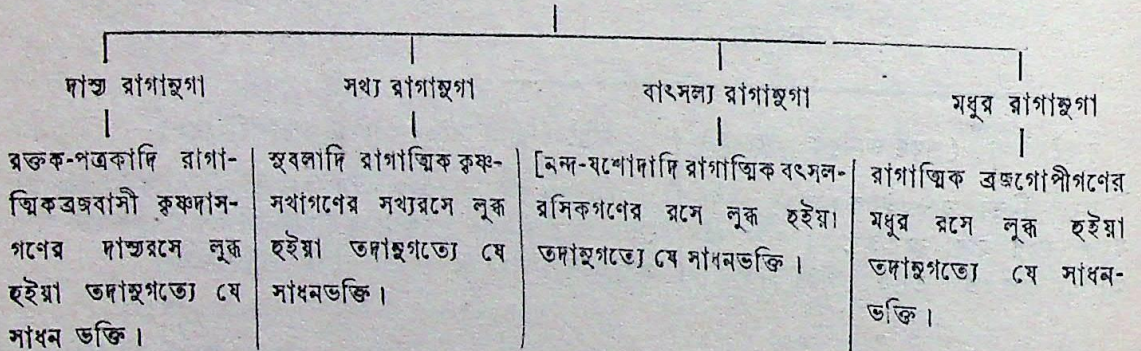 দাস্য রাগানুগা
সখ্য রাগানুগা
বাৎসল্য রাগানুগা
মধুর রাগানুগা
রক্তক-পত্রকাদি রাগা-
ত্মিকব্রজবাসী কৃষ্ণদাস-
গণের দাস্যরসে লুব্ধ
হইয়া তদানুগত্যে যে
সাধন ভক্তি।
সুবলাদি রাগাত্মিক কৃষ্ণ-
সখাগণের সখ্যরসে লুব্ধ
হইয়া তদানুগত্যে যে
সাধনভক্তি।
[নন্দ-যশোদাদি রাগাত্মিক বৎসল-
রসিকগণের রসে লুব্ধ হইয়া
তদানুগত্যে যে সাধনভক্তি।
রাগাত্মিক ব্রজগোপীগণের
মধুর রসে লুব্ধ হইয়া
তদানুগত্যে যে সাধন-
ভক্তি।